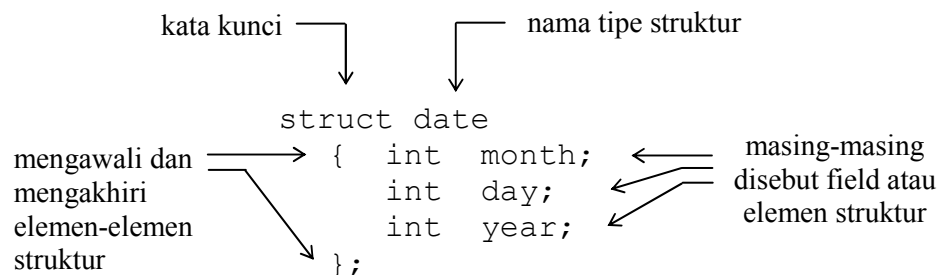 kata kunci
nama tipe struktur
struct date
mengawali dan
mengakhiri
elemen-elemen
struktur
{ int month;
int day;
int year;
};
masing-masing
disebut field atau
elemen struktur